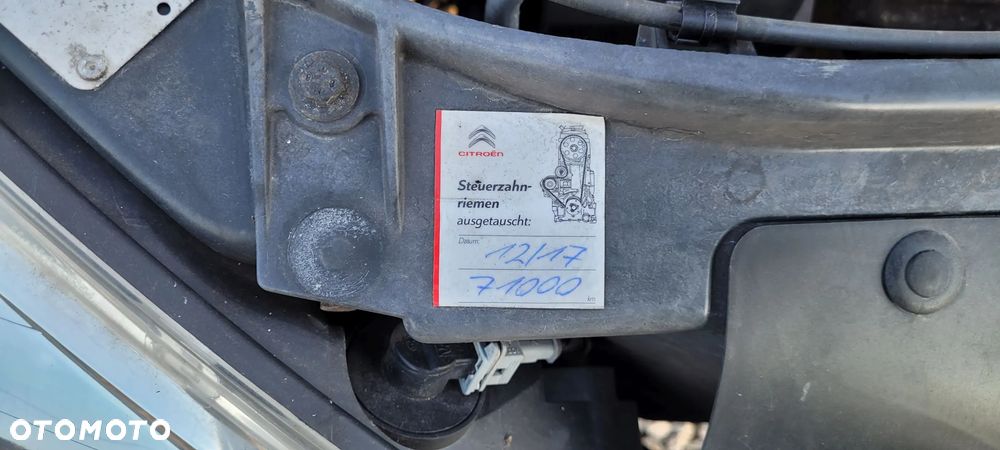 CITROËN
Steuerzahn-
riemen
ausgetauscht:
Datum: 12/17
71000 km
OTOMOTO